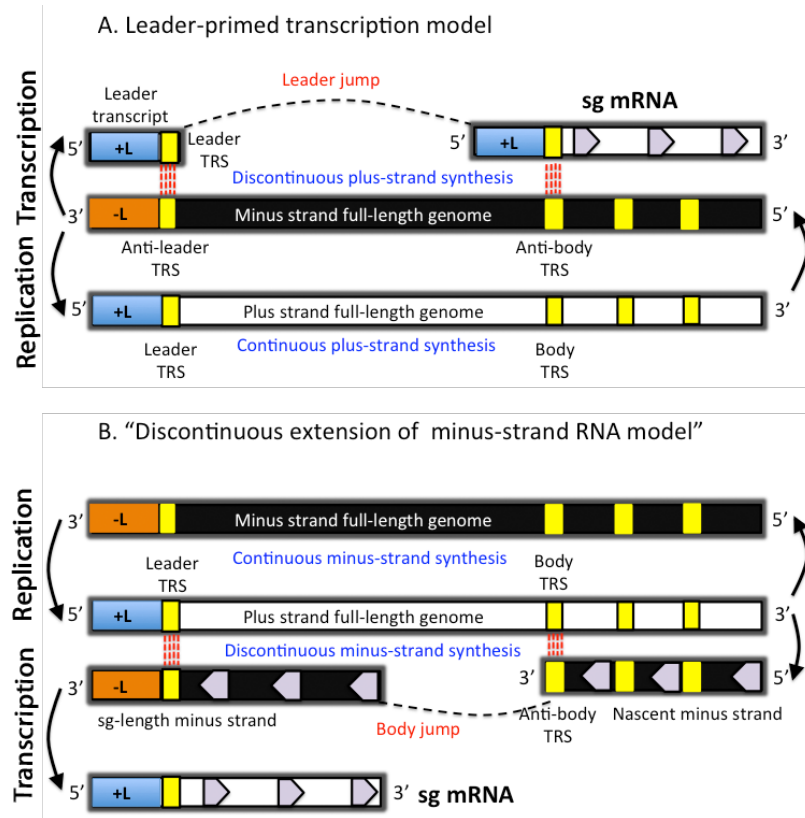 A. Leader-primed transcription model
Transcription
Replication
Leader
transcript
Leader jump
sg mRNA
5’
+L
Leader
TRS
5’
+L
3’
Discontinuous plus-strand synthesis
3’
-L
Minus strand full-length genome
5’
Anti-leader
TRS
Anti-body
TRS
5’
+L
Plus strand full-length genome
3’
Leader
TRS
Continuous plus-strand synthesis
Body
TRS
B. “Discontinuous extension of minus-strand RNA model”
Replication
Transcription
3’
-L
Minus strand full-length genome
5’
Leader
TRS
Continuous minus-strand synthesis
Body
TRS
5’
+L
Plus strand full-length genome
3’
Discontinuous minus-strand synthesis
3’
-L
3’
5’
sg-length minus strand
Body jump
Anti-body
TRS
Nascent minus strand
5’
+L
3’
sg mRNA